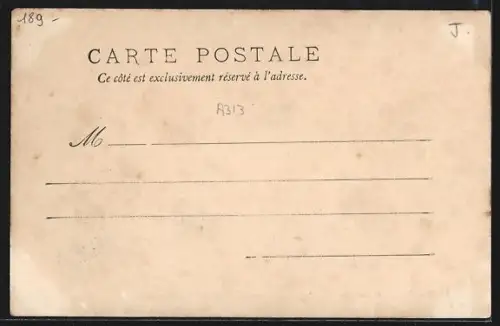 189 -
J.
CARTE POSTALE
Ce côté est exclusivement réservé à l'adresse.
A313
M